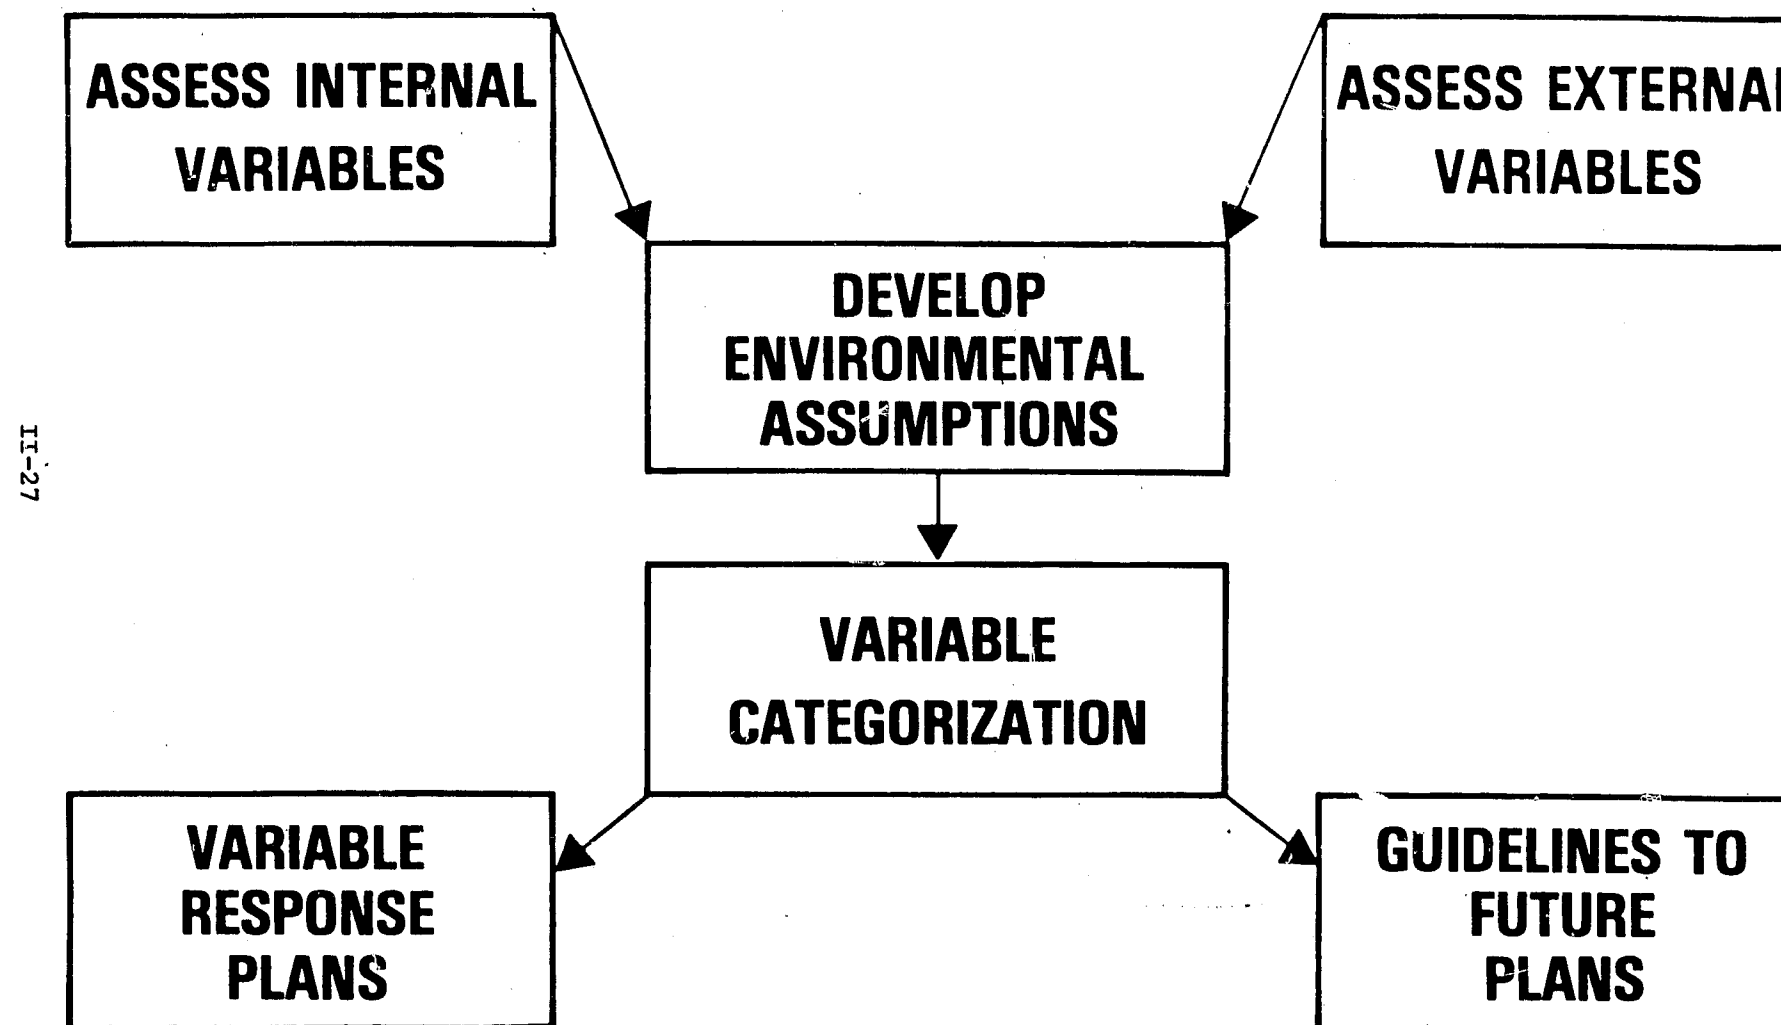 ASSESS INTERNAL
VARIABLES
ASSESS EXTERNAL
VARIABLES
DEVELOP
ENVIRONMENTAL
ASSUMPTIONS
II-27
VARIABLE
CATEGORIZATION
VARIABLE
RESPONSE
PLANS
GUIDELINES TO
FUTURE
PLANS